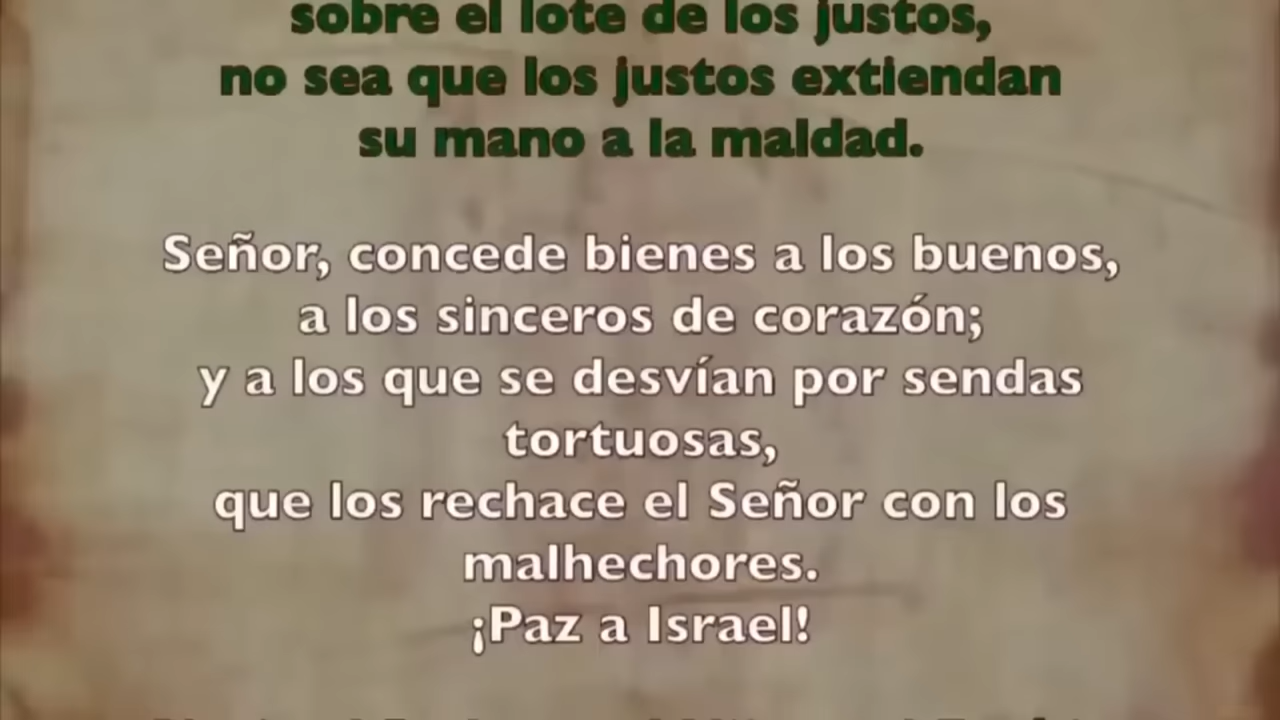 sobre el lote de los justos,
no sea que los justos extiendan
su mano a la maldad.
Señor, concede bienes a los buenos,
a los sinceros de corazón;
y a los que se desvían por sendas
tortuosas,
que los rechace el Señor con los
malhechores.
¡Paz a Israel!